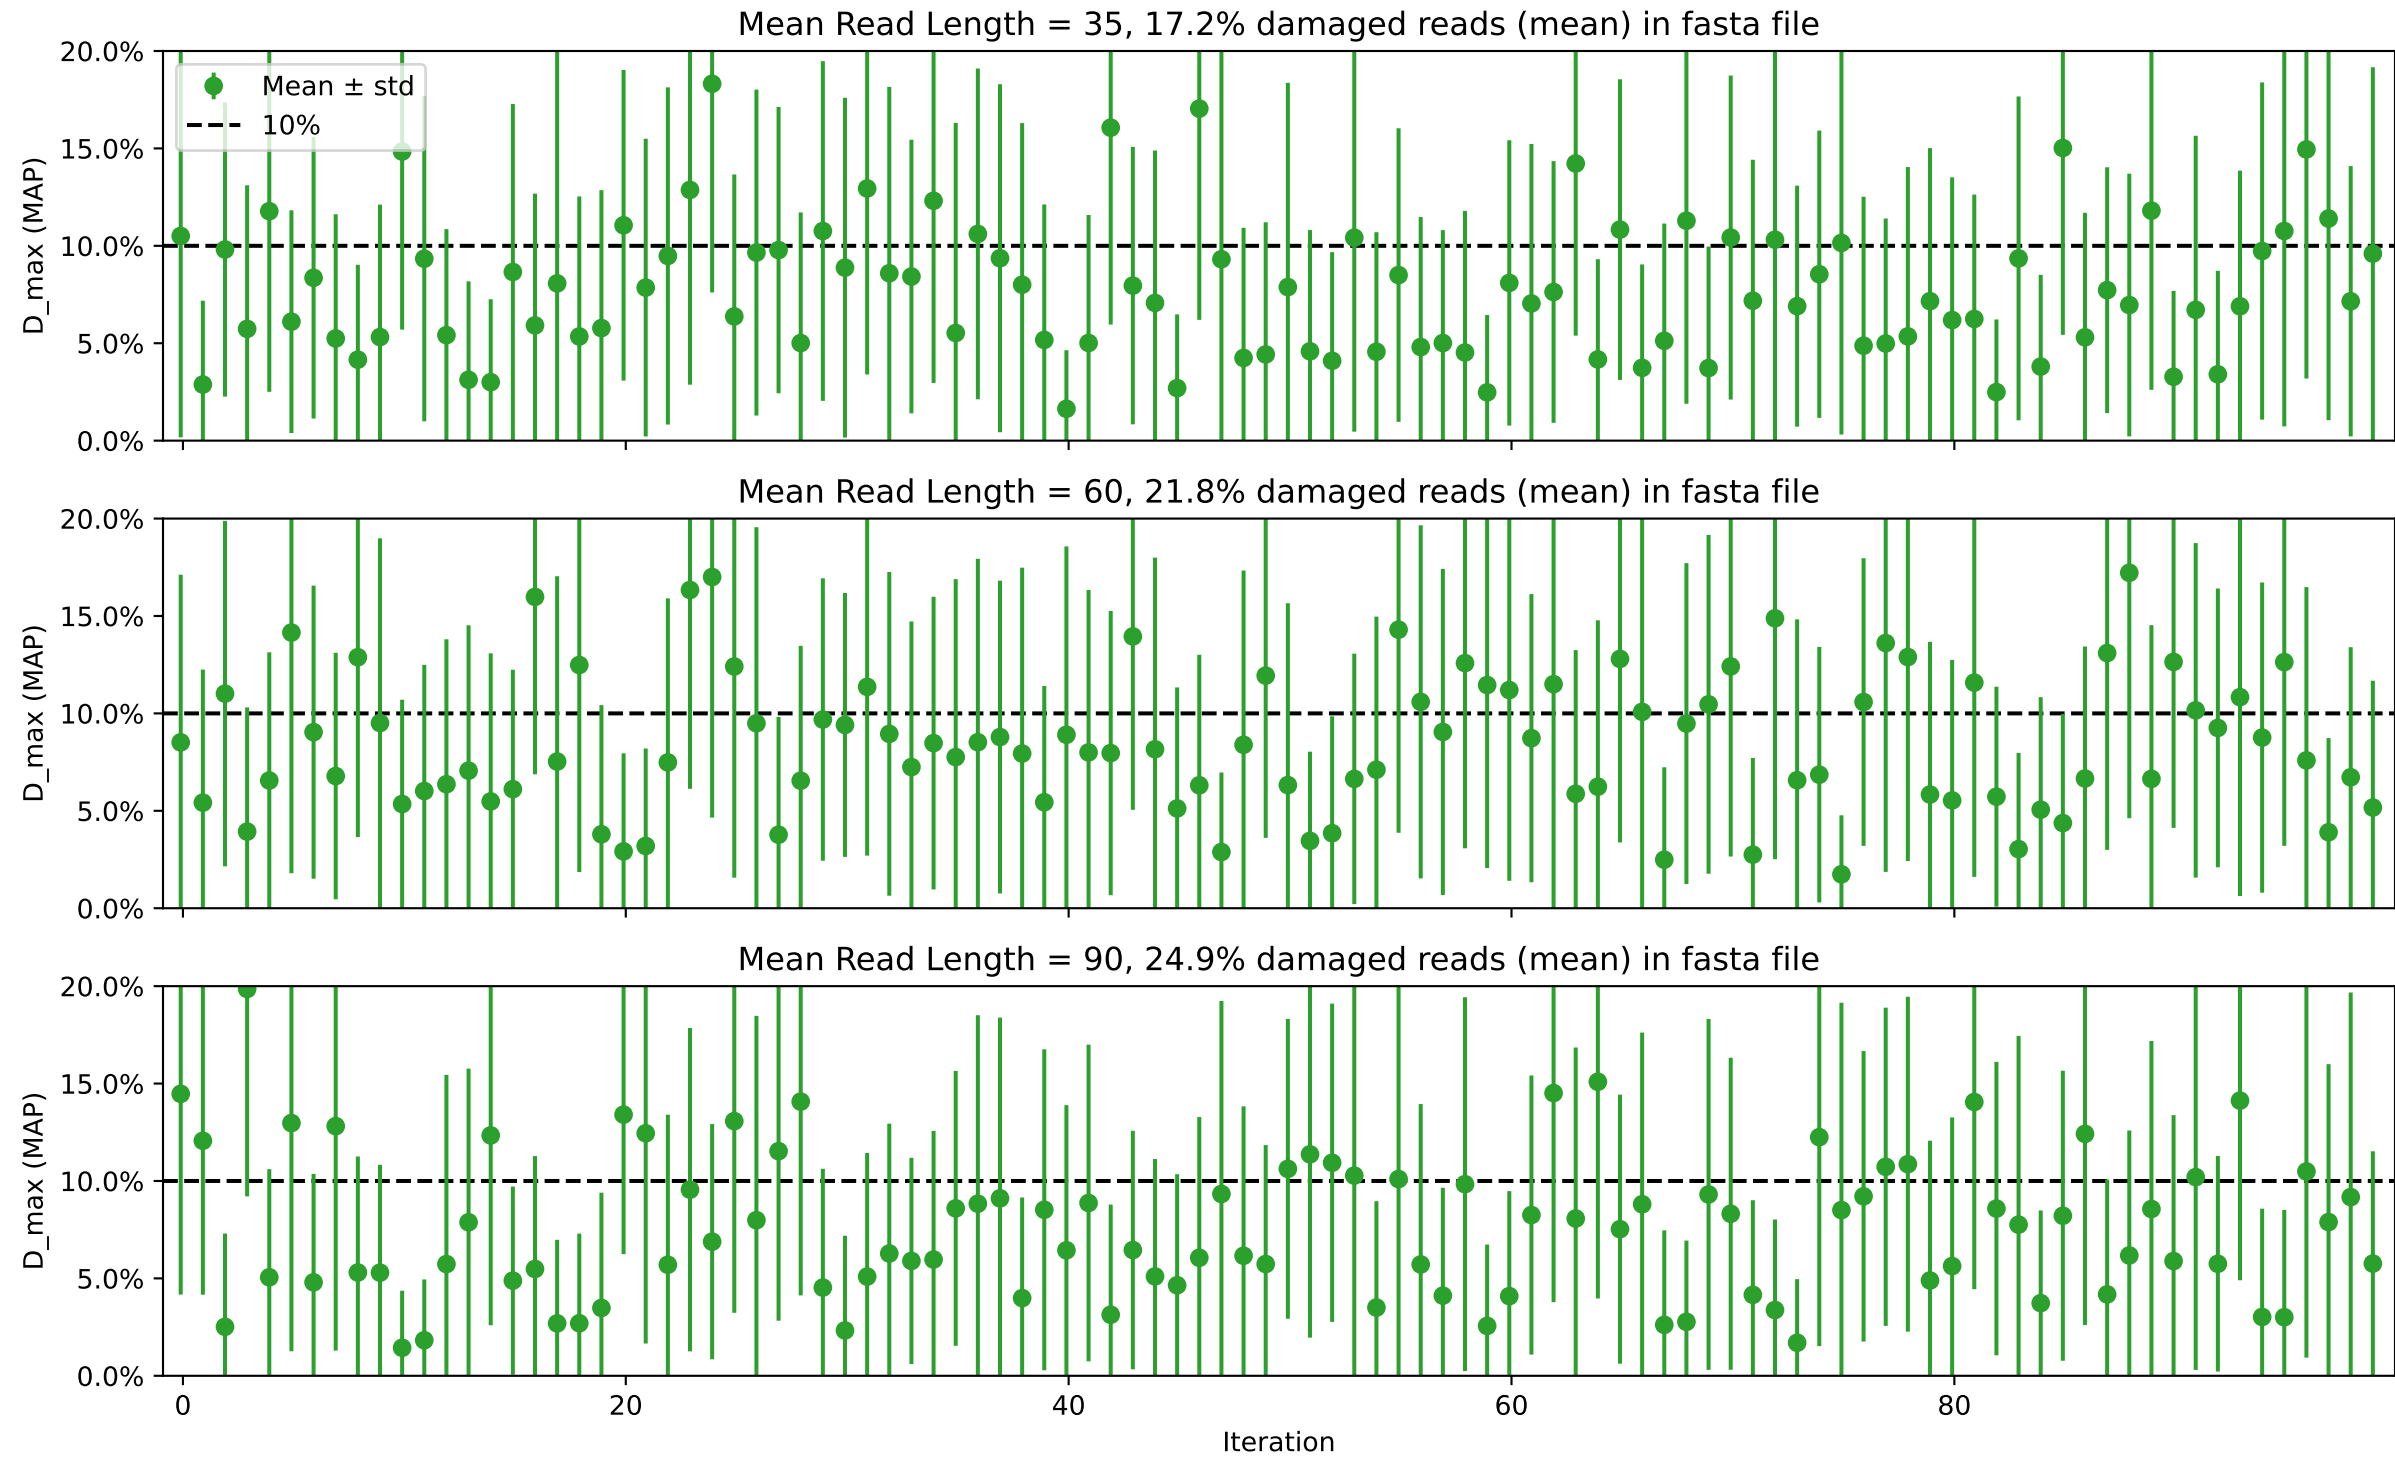 Mean Read Length = 35, 17.2% damaged reads (mean) in fasta file
20.0%
15.0%
10.0%
5.0%
0.0%
D_max (MAP)
Mean ± std
10%
Mean Read Length = 60, 21.8% damaged reads (mean) in fasta file
20.0%
15.0%
10.0%
5.0%
0.0%
D_max (MAP)
Mean Read Length = 90, 24.9% damaged reads (mean) in fasta file
20.0%
15.0%
10.0%
5.0%
0.0%
D_max (MAP)
0 20 40 60 80
Iteration